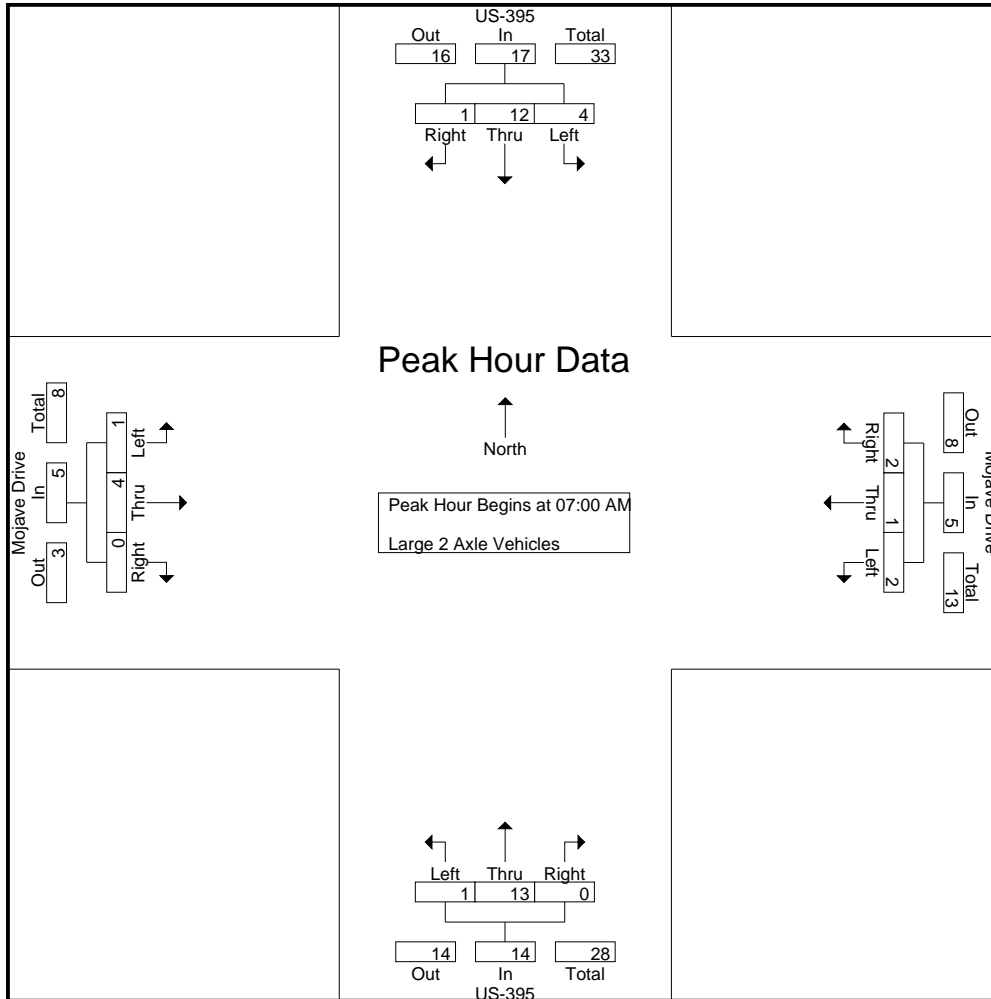 US-395
Out In Total
16 17 33
1 12 4
Right Thru Left
Peak Hour Data
North
Peak Hour Begins at 07:00 AM
Large 2 Axle Vehicles
Mojave Drive
Out In Total
3 5 8
Left Thru Right
1 4 0
Mojave Drive
Out In Total
8 5 13
Right Thru Left
2 1 2
Left Thru Right
1 13 0
14 14 28
Out In Total
US-395